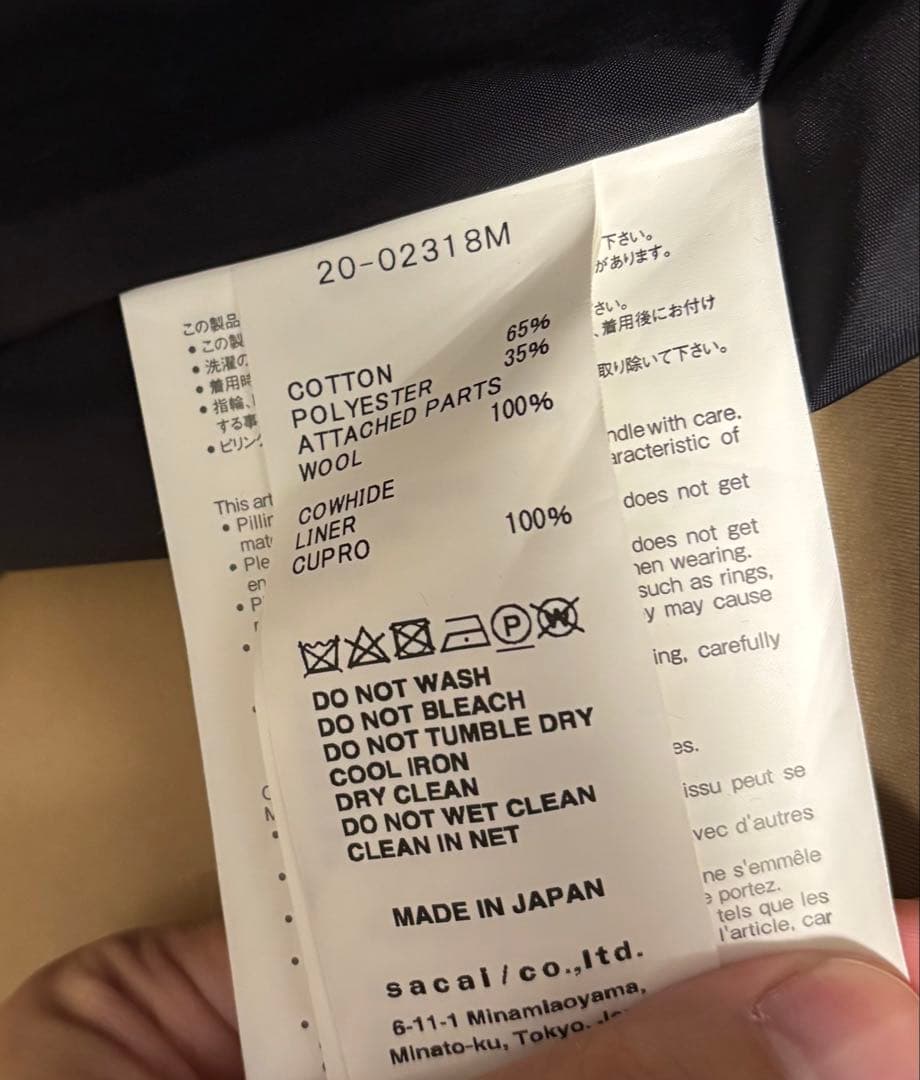 20-02318M
65%
COTTON
35%
POLYESTER
ATTACHED PARTS
100%
WOOL
COWHIDE
LINER
100%
CUPRO
P
W
DO NOT WASH
DO NOT BLEACH
DO NOT TUMBLE DRY
COOL IRON
DRY CLEAN
DO NOT WET CLEAN
CLEAN IN NET
MADE IN JAPAN
sacai/co.,ltd.
6-11-1 Minamiaoyama,
Minato-ku, Tokyo.
この製品
● この製
● 洗濯の
● 着用時
● 指輪、
する事
● ピリング
This art
● Pillin
mat
● Ple
en
● P
下さい。
があります。
さい。
、着用後にお付け
取り除いて下さい。
ndle with care.
aracteristic of
does not get
does not get
en wearing.
such as rings,
y may cause
ing, carefully
es.
issu peut se
vec d'autres
ne s'emmêle
portez.
tels que les
l'article, car